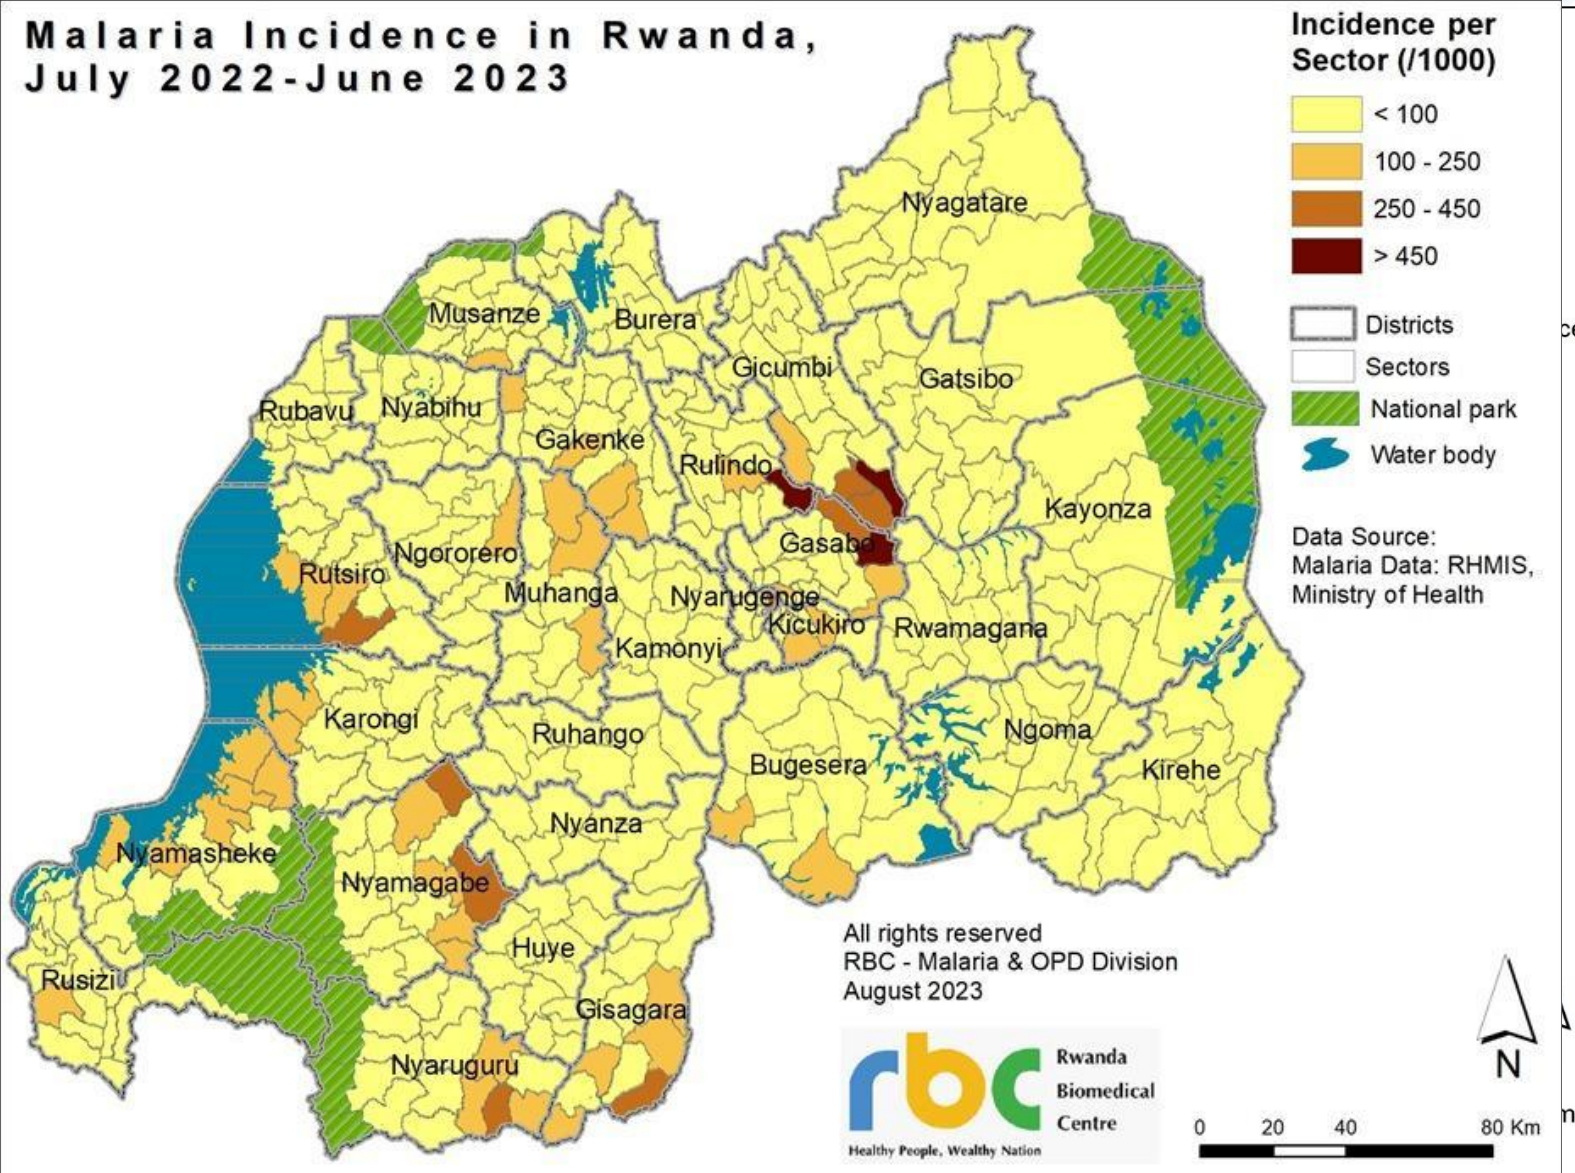 Malaria Incidence in Rwanda,
July 2022-June 2023
Incidence per
Sector (/1000)
< 100
100 - 250
250 - 450
> 450
Districts
Sectors
National park
Water body
Data Source:
Malaria Data: RHMIS,
Ministry of Health
Nyagatare
Musanze
Burera
Gicumbi
Gatsibo
Rubavu
Nyabihu
Gakenke
Rulindo
Kayonza
Gasabo
Ngororero
Rutsiro
Muhanga
Nyarugenge
Kicukiro
Rwamagana
Kamonyi
Karongi
Ruhango
Ngoma
Bugesera
Kirehe
Nyanza
Nyamasheke
Nyamagabe
Huye
Rusizi
Gisagara
Nyaruguru
All rights reserved
RBC - Malaria & OPD Division
August 2023
rbc
Rwanda
Biomedical
Centre
Healthy People, Wealthy Nation
N
0 20 40 80 Km